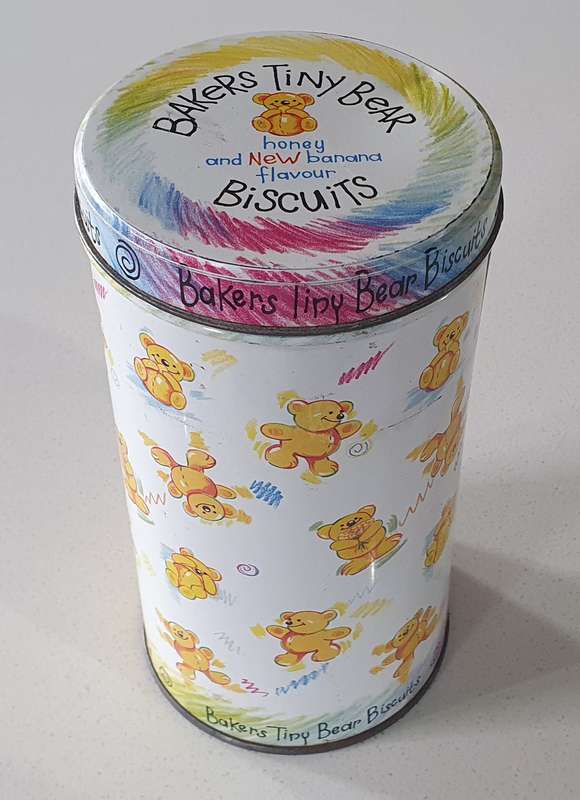 BAKERS TINY BEAR
honey
and NEW banana
flavour
BISCUITS
Bakers Tiny Bear Biscuits
Bakers Tiny Bear Biscuits